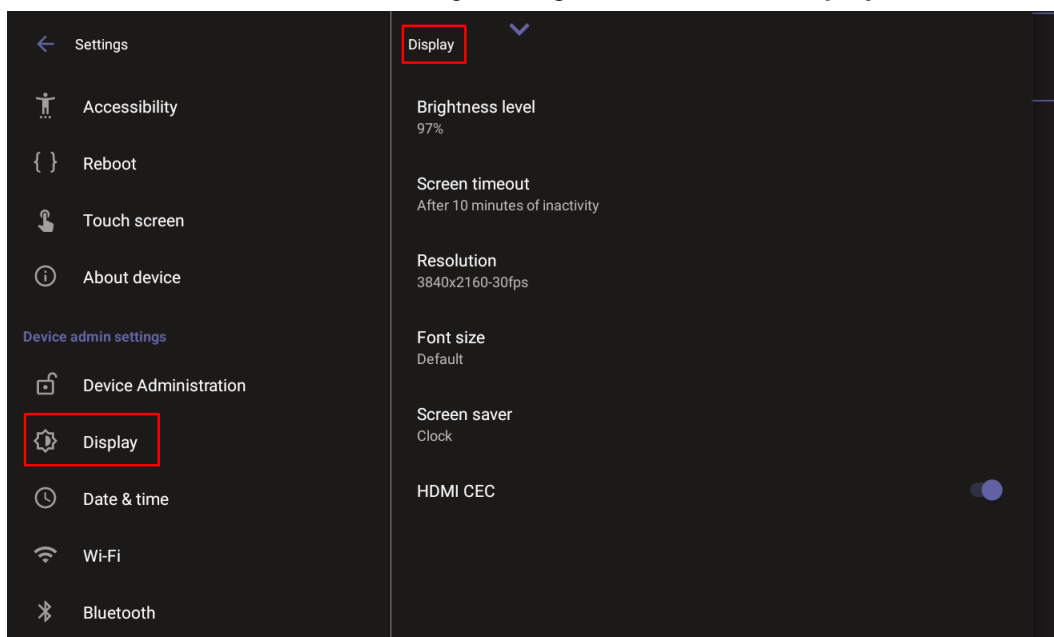 Settings
Accessibility
Reboot
Touch screen
About device
Device admin settings
Device Administration
Display
Date & time
Wi-Fi
Bluetooth
Display
Brightness level
97%
Screen timeout
After 10 minutes of inactivity
Resolution
3840x2160-30fps
Font size
Default
Screen saver
Clock
HDMI CEC